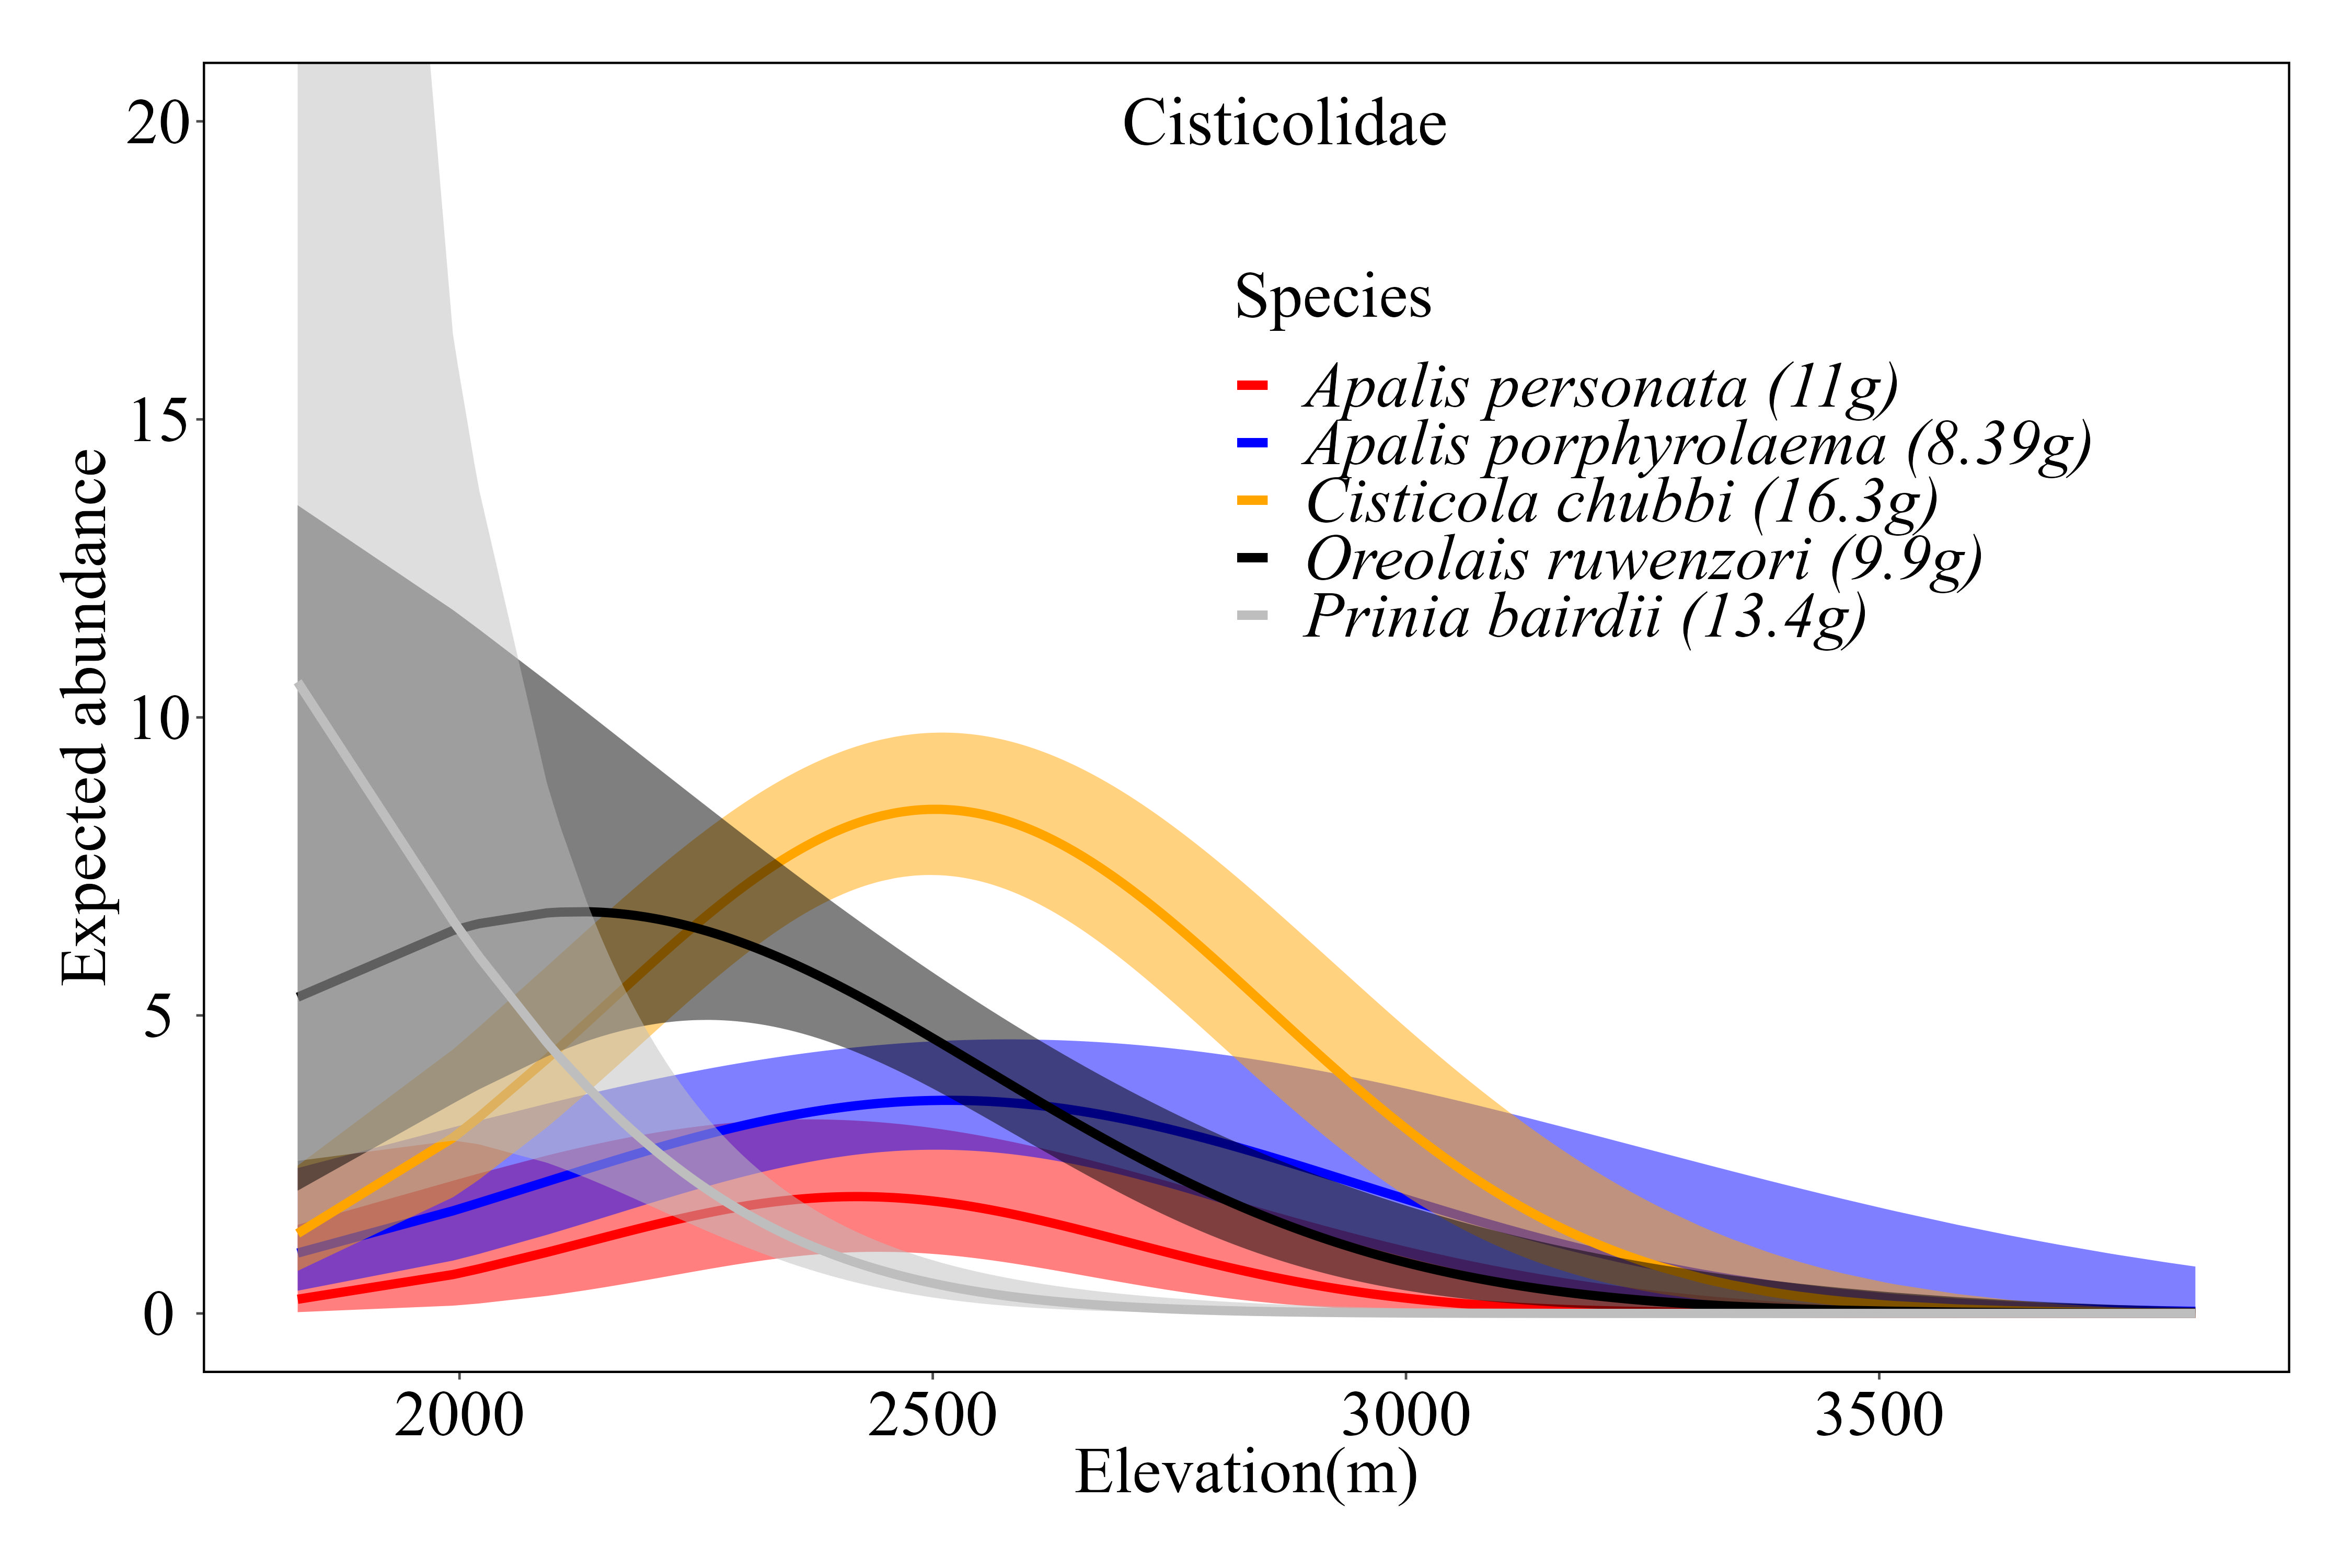 Cisticolidae
Species
Apalis personata (11g)
Apalis porphyrolaema (8.39g)
Cisticola chubbi (16.3g)
Oreolais ruwenzori (9.9g)
Prinia bairdii (13.4g)
Expected abundance
20
15
10
5
0
2000 2500 3000 3500
Elevation(m)